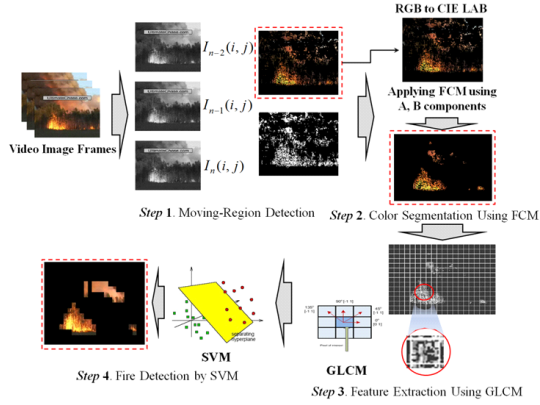 RGB to CIE LAB
I_{n-2}(i, j)
I_{n-1}(i, j)
I_n(i, j)
Applying FCM using
A, B components
Video Image Frames
Step 1. Moving-Region Detection
Step 2. Color Segmentation Using FCM
separating
hyperplane
SVM
GLCM
Step 4. Fire Detection by SVM
Step 3. Feature Extraction Using GLCM